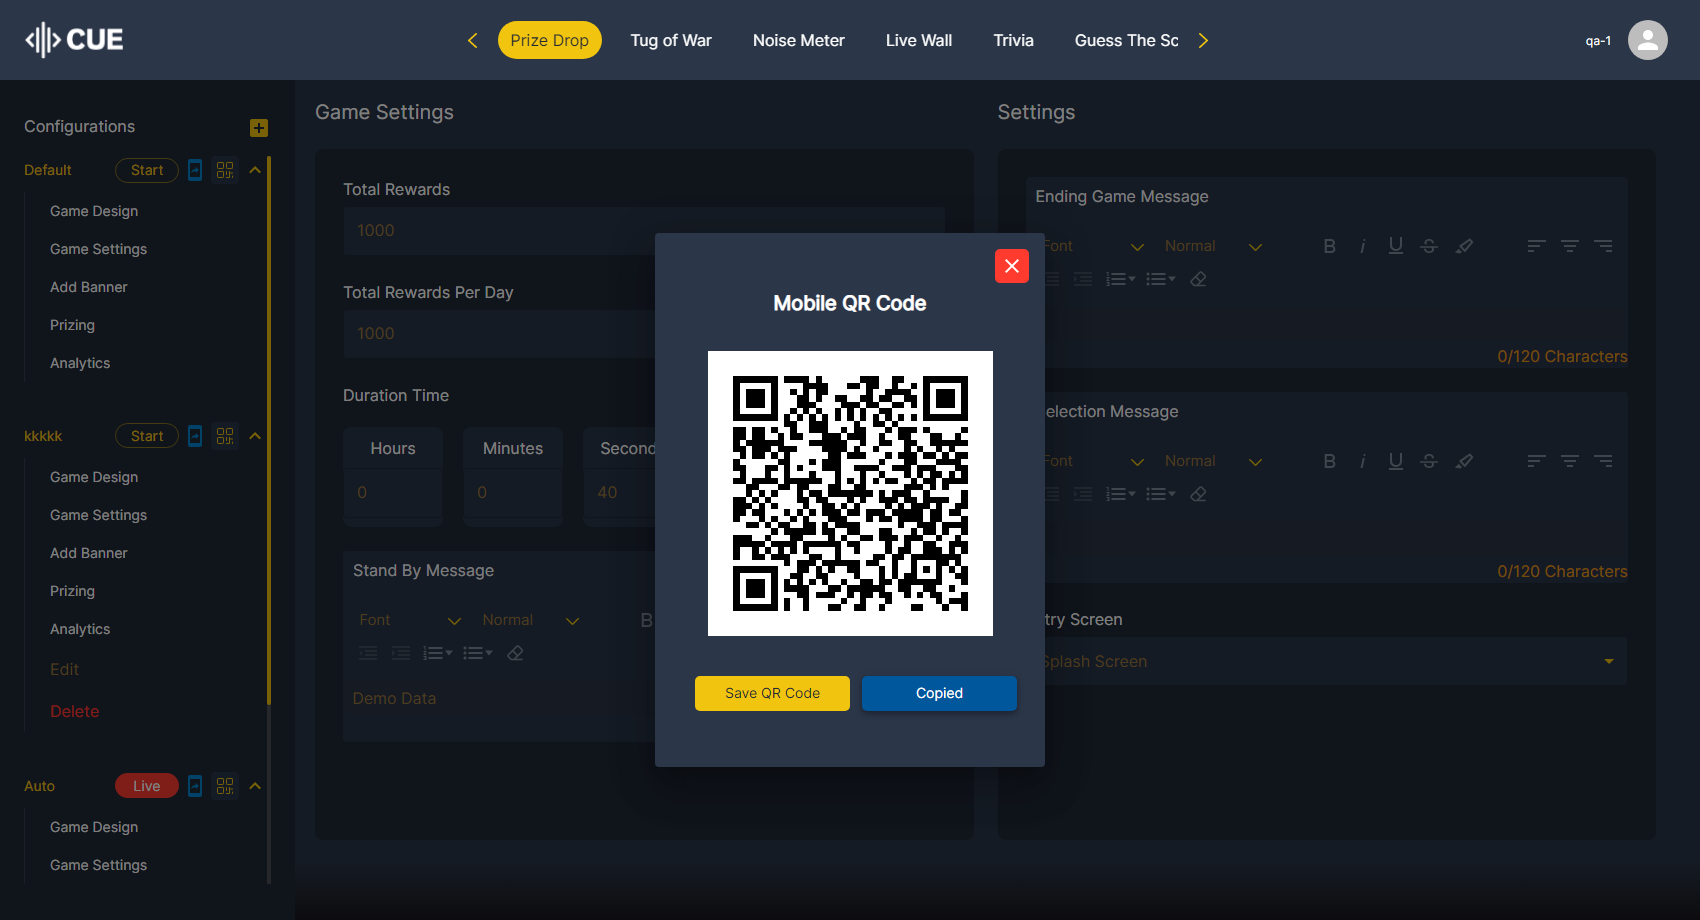 CUE
Prize Drop
Tug of War
Noise Meter
Live Wall
Trivia
Guess The Sc
qa-1
Configurations
Default
Start
Game Design
Game Settings
Add Banner
Prizing
Analytics
kkkkk
Start
Game Design
Game Settings
Add Banner
Prizing
Analytics
Edit
Delete
Auto
Live
Game Design
Game Settings
Game Settings
Total Rewards
1000
Total Rewards Per Day
1000
Duration Time
Hours
Minutes
Second
0
0
40
Stand By Message
Font
Normal
B
Demo Data
Mobile QR Code
Save QR Code
Copied
Settings
Ending Game Message
Font
Normal
B i U S
0/120 Characters
election Message
Font
Normal
B i U S
0/120 Characters
try Screen
Splash Screen